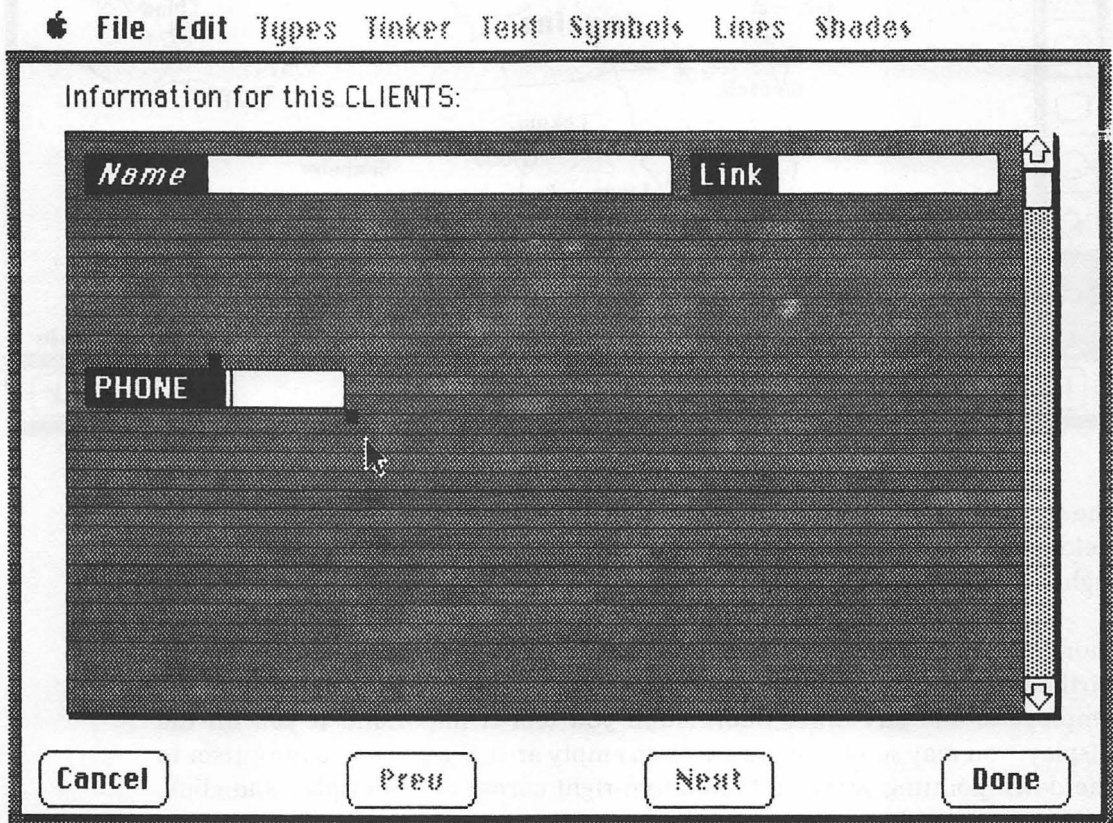 File Edit Types Tinker Text Symbols Lines Shades
Information for this CLIENTS:
Name Link
PHONE
Cancel Prev Next Done